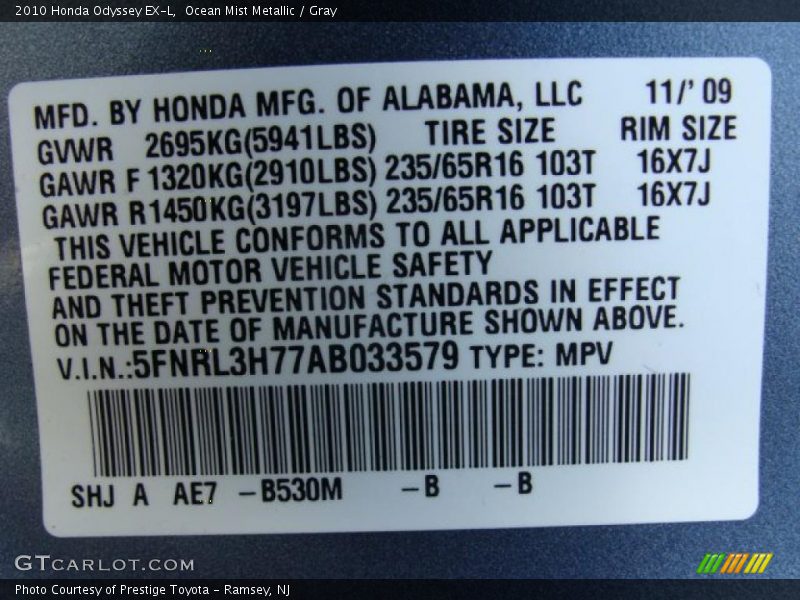 2010 Honda Odyssey EX-L,  Ocean Mist Metallic / Gray
MFD. BY HONDA MFG. OF ALABAMA, LLC 11/' 09
GVWR 2695KG(5941LBS) TIRE SIZE RIM SIZE
GAWR F 1320KG(2910LBS) 235/65R16 103T 16X7J
GAWR R1450KG(3197LBS) 235/65R16 103T 16X7J
THIS VEHICLE CONFORMS TO ALL APPLICABLE
FEDERAL MOTOR VEHICLE SAFETY
AND THEFT PREVENTION STANDARDS IN EFFECT
ON THE DATE OF MANUFACTURE SHOWN ABOVE.
V.I.N.:5FNRL3H77AB033579 TYPE: MPV
SHJ A AE7 -B530M -B -B
GTCARLOT.COM
Photo Courtesy of Prestige Toyota - Ramsey, NJ